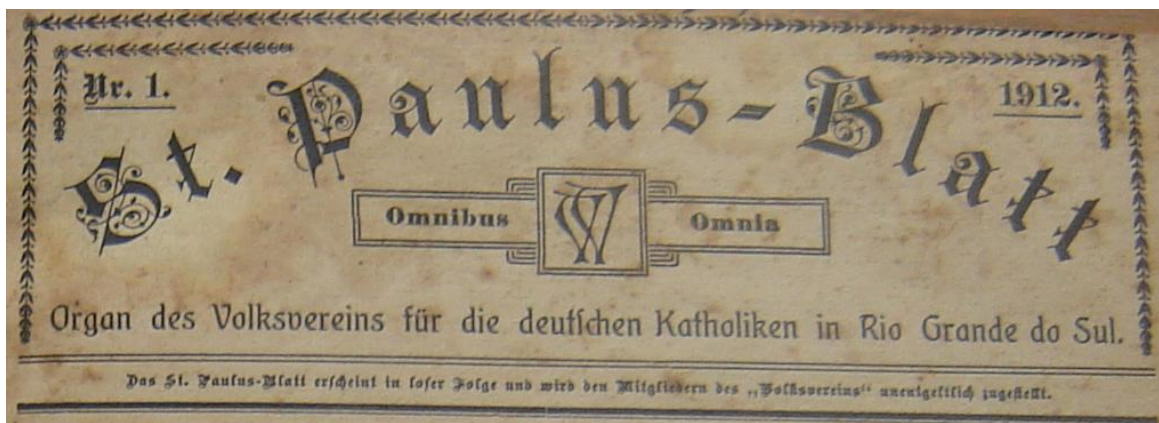 Nr. 1.
1912.
St. Paulus-Blatt
Omnibus VV Omnia
Organ des Volksvereins für die deutſchen Katholiken in Rio Grande do Sul.
Das St. Paulus-Blatt erſcheint in loſer Folge und wird den Mitgliedern des „Volksvereins“ unentgeltlich zugeſtellt.